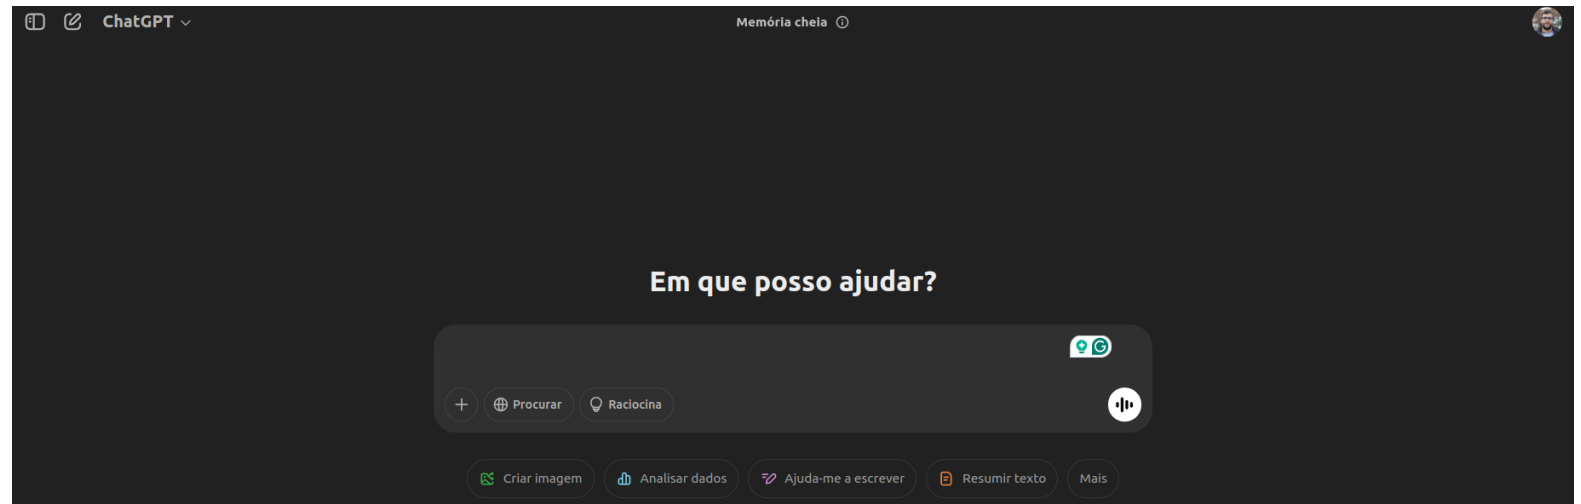 ChatGPT
Memória cheia
Em que posso ajudar?
Procurar
Raciocina
Criar imagem
Analisar dados
Ajuda-me a escrever
Resumir texto
Mais